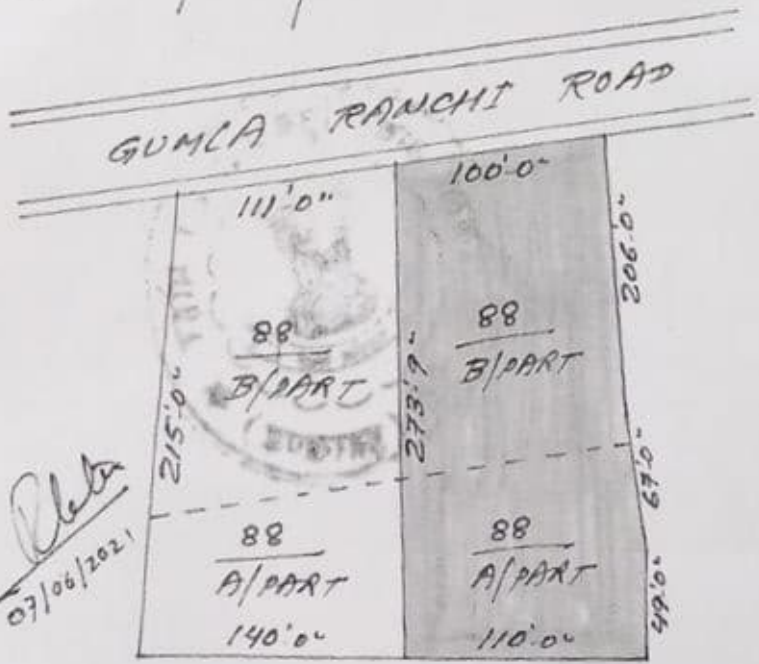 GUMLA RANCHI ROAD
111'0"
100'-0"
206-0"
88
B/PART
88
B/PART
215'-0"
273'-9"
67'-0"
88
A/PART
88
A/PART
49'-0"
140'0"
110'-0"
07/06/2021